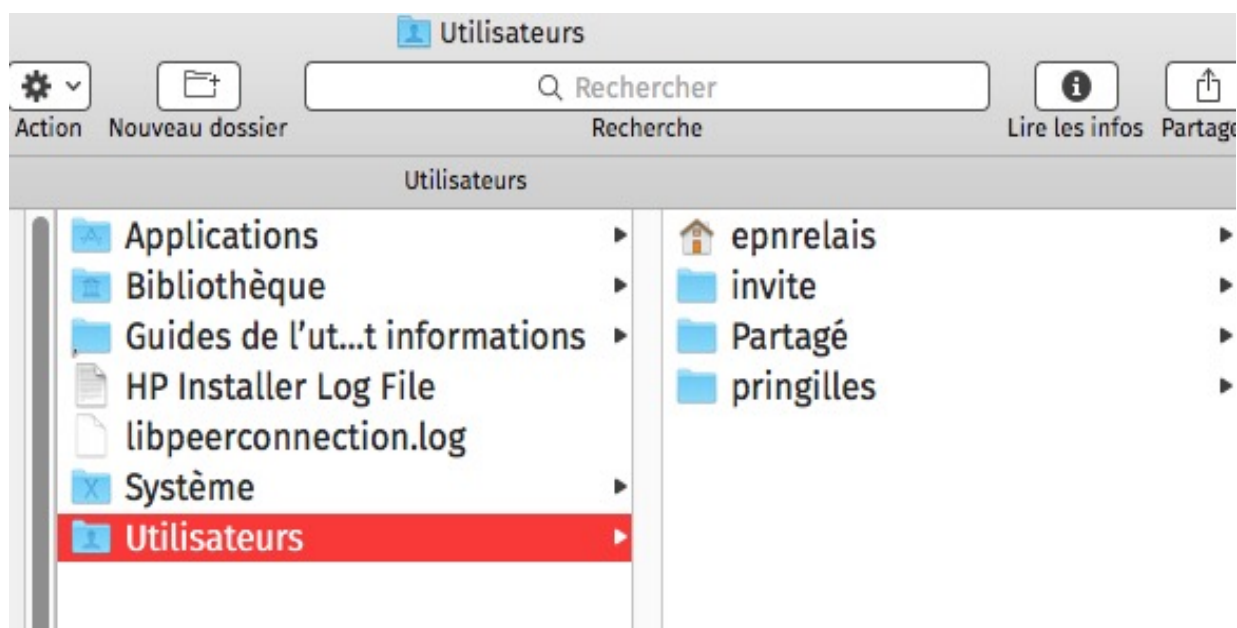 Utilisateurs
Rechercher
Action Nouveau dossier Recherche Lire les infos Partage
Utilisateurs
Applications
Bibliothèque
Guides de l’ut...t informations
HP Installer Log File
libpeerconnection.log
Système
Utilisateurs
epnrelais
invite
Partagé
pringilles